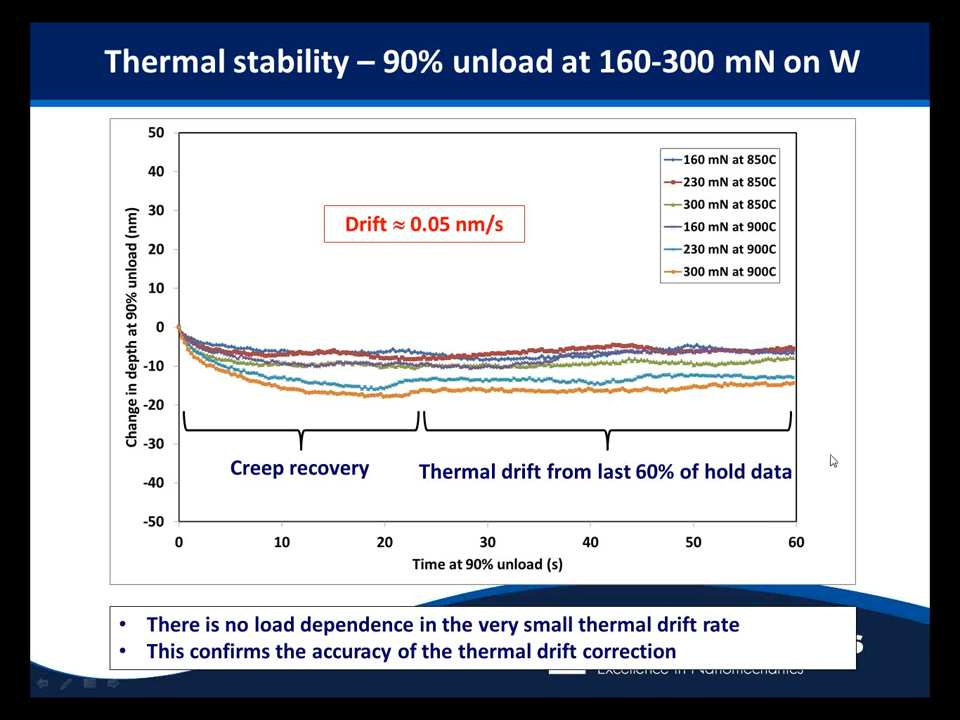 Thermal stability – 90% unload at 160-300 mN on W
50
40
30
20
10
0
-10
-20
-30
-40
-50
Change in depth at 90% unload (nm)
Drift ≈ 0.05 nm/s
160 mN at 850C
230 mN at 850C
300 mN at 850C
160 mN at 900C
230 mN at 900C
300 mN at 900C
Creep recovery
Thermal drift from last 60% of hold data
0 10 20 30 40 50 60
Time at 90% unload (s)
• There is no load dependence in the very small thermal drift rate
• This confirms the accuracy of the thermal drift correction
Excellence in Nanomechanics